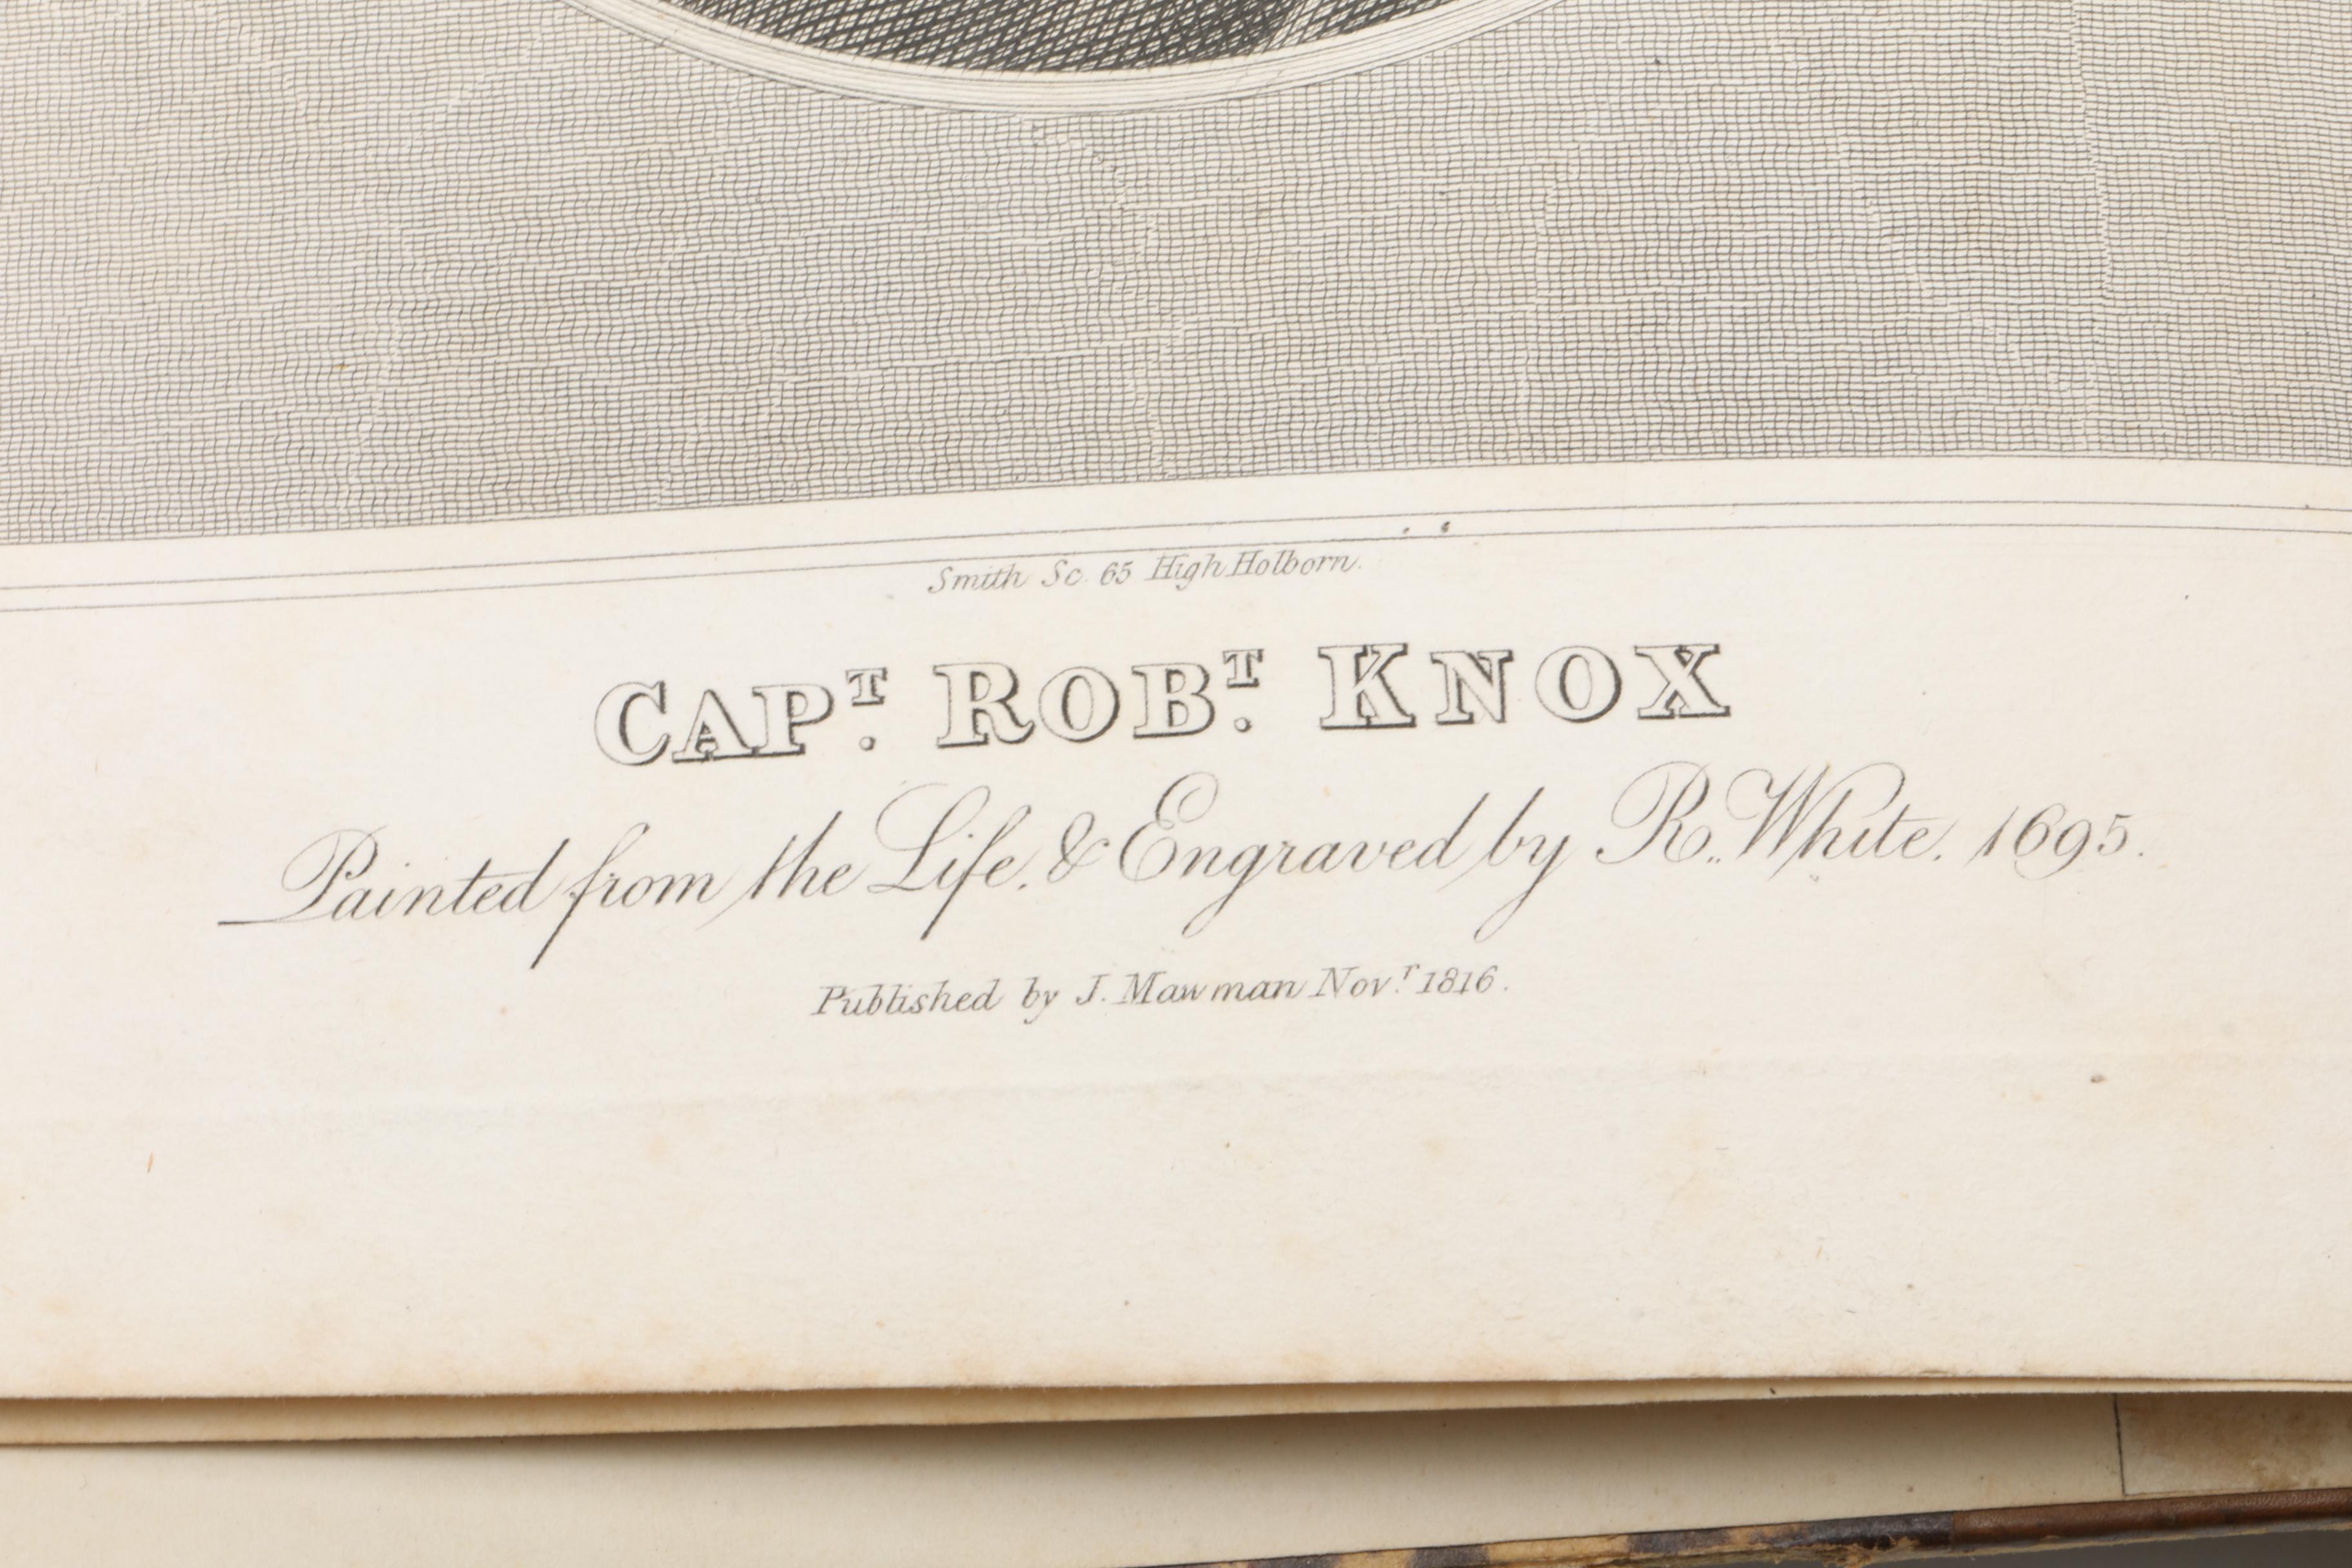 Smith Sc. 65 High Holborn.
CAPT. ROBT. KNOX
Painted from the Life. & Engraved by R. White. 1695.
Published by J. Mawman Novr. 1816.